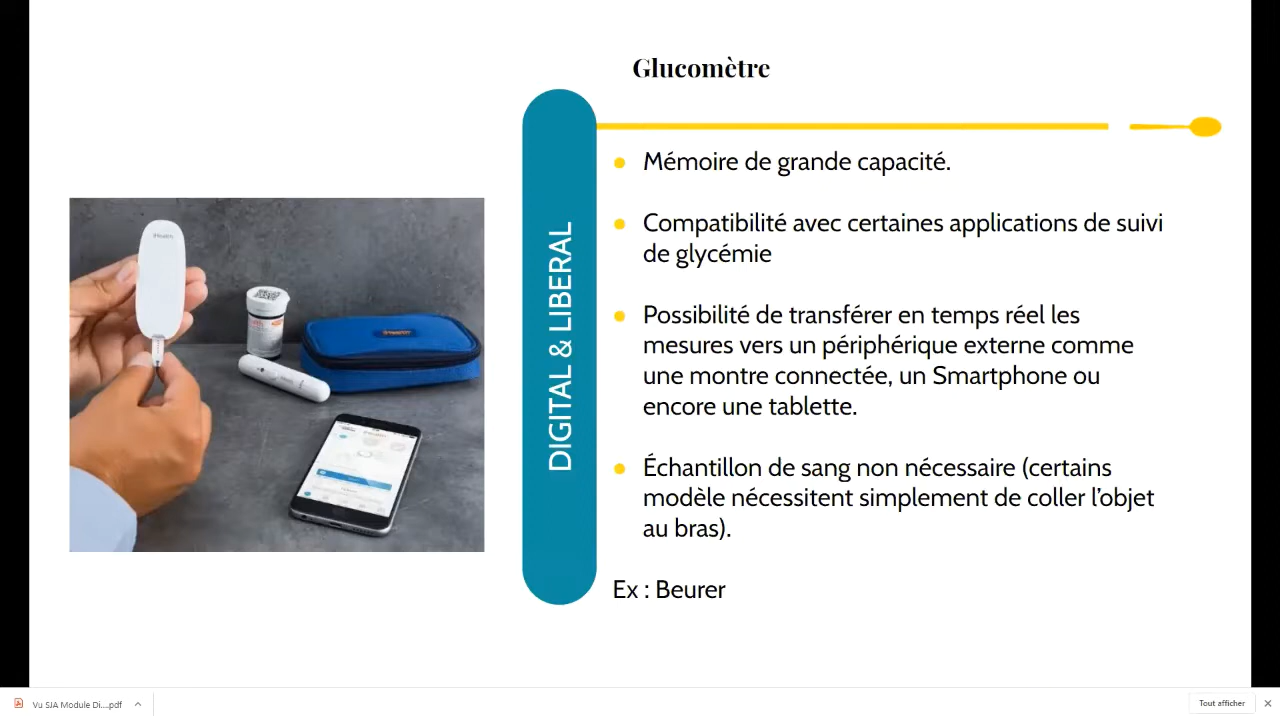 Glucomètre
DIGITAL & LIBERAL
Mémoire de grande capacité.
Compatibilité avec certaines applications de suivi
de glycémie
Possibilité de transférer en temps réel les
mesures vers un périphérique externe comme
une montre connectée, un Smartphone ou
encore une tablette.
Échantillon de sang non nécessaire (certains
modèle nécessitent simplement de coller l'objet
au bras).
Ex : Beurer
iHealth
Vu SJA Module Di....pdf
Tout afficher